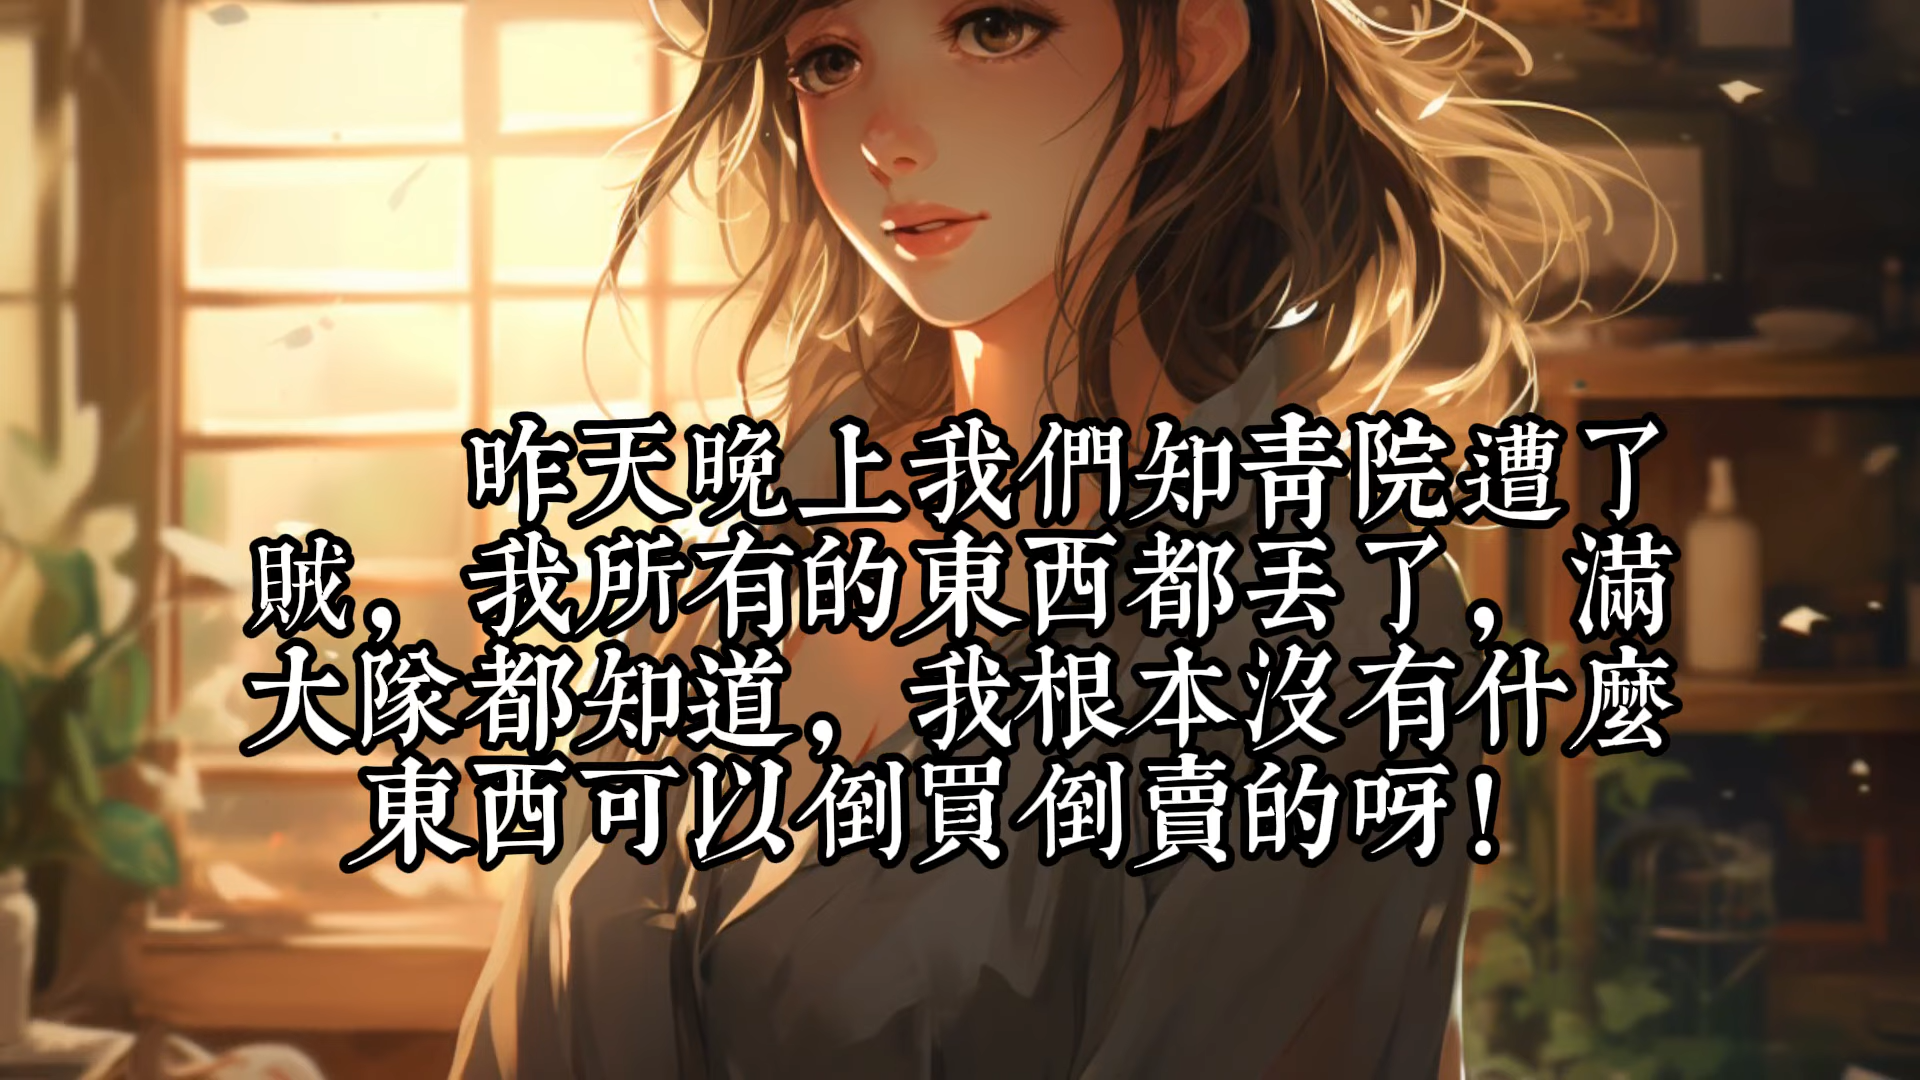 昨天晚上我們知青院遭了
賊，我所有的東西都丟了，滿
大隊都知道，我根本沒有什麼
東西可以倒買倒賣的呀！